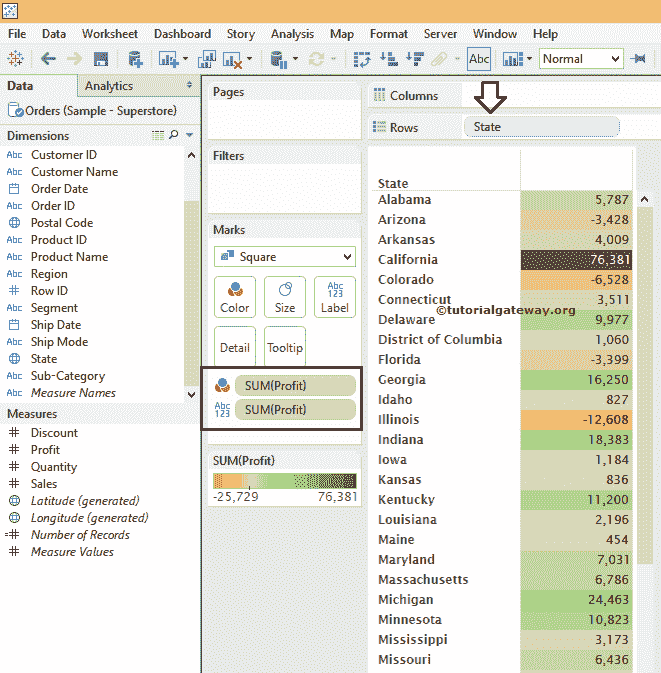 File Data Worksheet Dashboard Story Analysis Map Format Server Window Help
Abc Normal
Data Analytics
Orders (Sample - Superstore)
Dimensions
Abc Customer ID
Abc Customer Name
Order Date
Abc Order ID
Postal Code
Abc Product ID
Abc Product Name
Abc Region
Row ID
Abc Segment
Ship Date
Abc Ship Mode
State
Abc Sub-Category
Abc Measure Names
Measures
Discount
Profit
Quantity
Sales
Latitude (generated)
Longitude (generated)
Number of Records
Measure Values
Pages
Filters
Marks
Square
Color Size Abc 123 Label
Detail Tooltip
SUM(Profit)
Abc 123 SUM(Profit)
SUM(Profit)
-25,729 76,381
Columns
Rows State
State
Alabama 5,787
Arizona -3,428
Arkansas 4,009
California 76,381
Colorado -6,528
Connecticut 3,511
©tutorialgateway.org
Delaware 9,977
District of Columbia 1,060
Florida -3,399
Georgia 16,250
Idaho 827
Illinois -12,608
Indiana 18,383
Iowa 1,184
Kansas 836
Kentucky 11,200
Louisiana 2,196
Maine 454
Maryland 7,031
Massachusetts 6,786
Michigan 24,463
Minnesota 10,823
Mississippi 3,173
Missouri 6,436